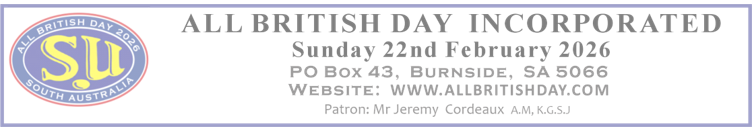 ALL BRITISH DAY INCORPORATED
Sunday 22nd February 2026
PO BOX 43, BURNSIDE, SA 5066
WEBSITE: WWW.ALLBRITISHDAY.COM
Patron: Mr Jeremy Cordeaux A.M, K.G.S.J
ALL BRITISH DAY 2026
SU
SOUTH AUSTRALIA